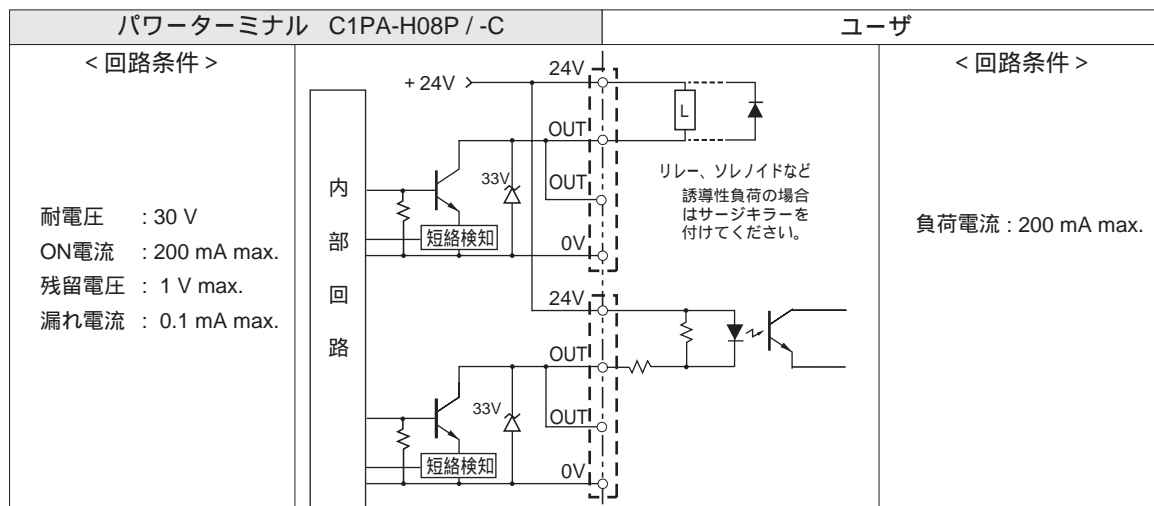 パワーターミナル C1PA-H08P / -C
ユーザ
< 回路条件 >
耐電圧 : 30 V
ON電流 : 200 mA max.
残留電圧 : 1 V max.
漏れ電流 : 0.1 mA max.
内部回路
+ 24V
24V
OUT
33V
OUT
短絡検知
0V
L
リレー、ソレノイドなど
誘導性負荷の場合
はサージキラーを
付けてください。
24V
OUT
33V
OUT
短絡検知
0V
< 回路条件 >
負荷電流 : 200 mA max.